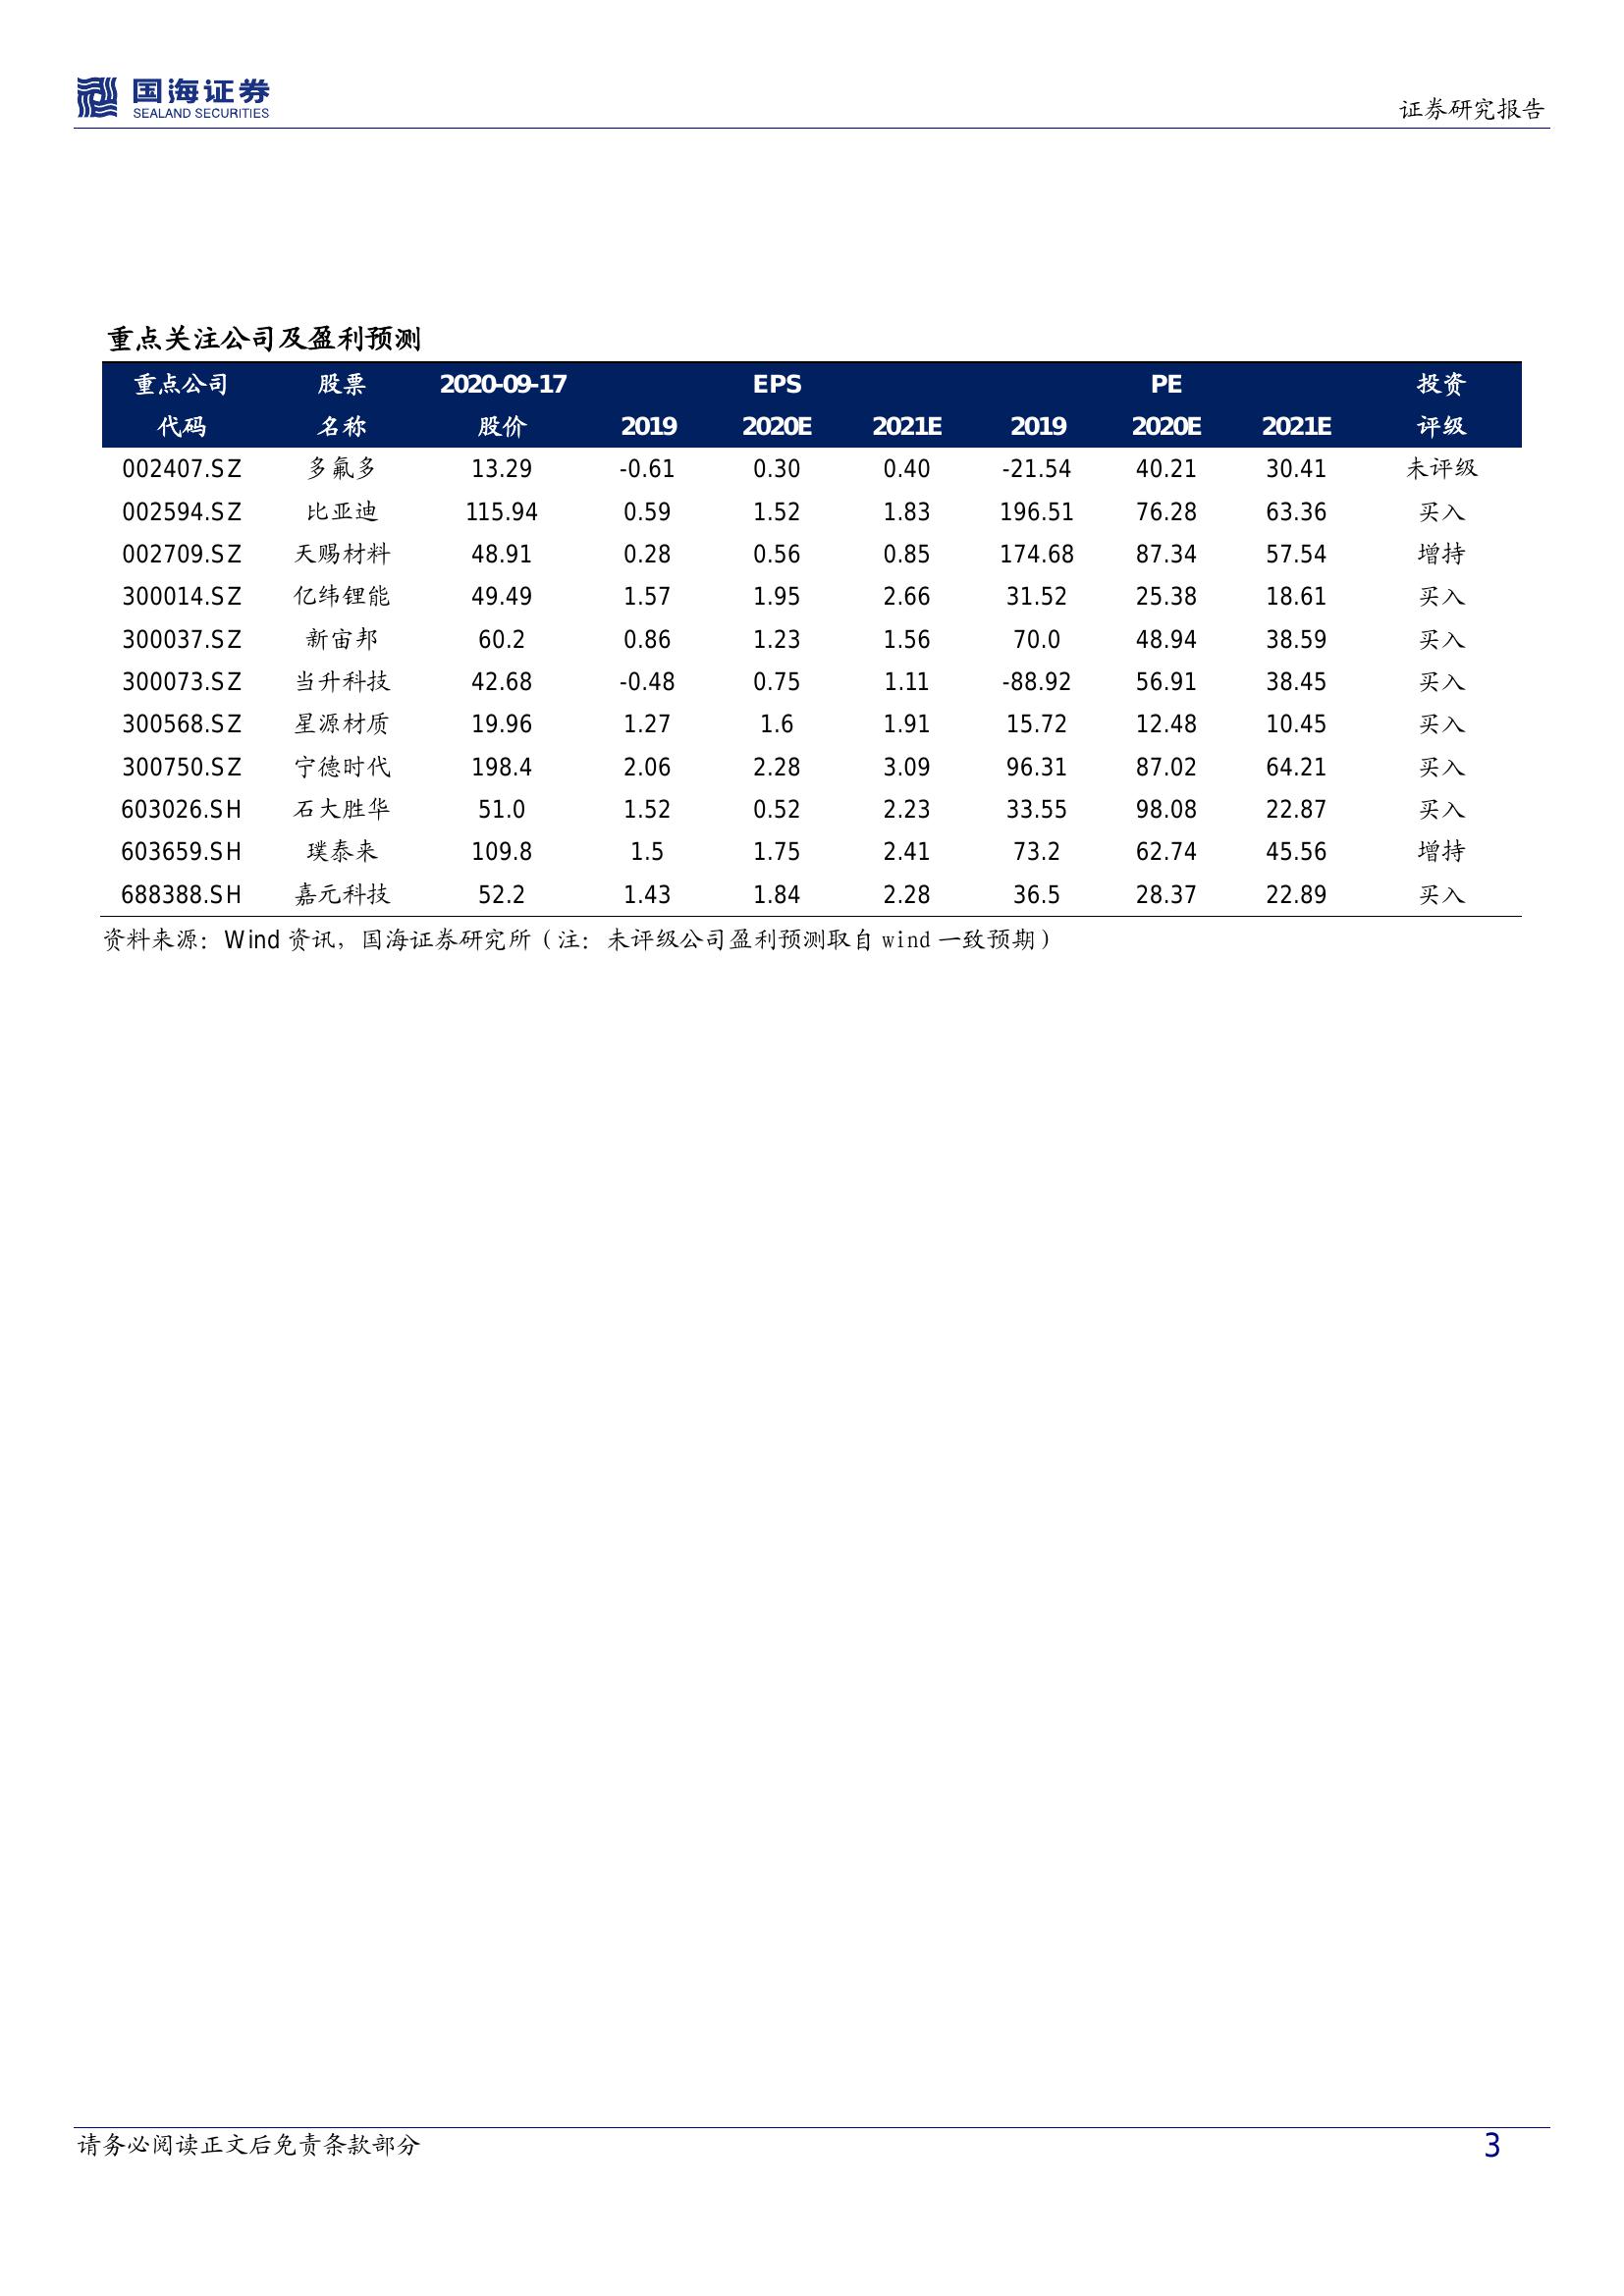 国海证券
SEALAND SECURITIES
证券研究报告
重点关注公司及盈利预测
重点公司 股票 2020-09-17 EPS PE 投资
代码 名称 股价 2019 2020E 2021E 2019 2020E 2021E 评级
002407.SZ 多氟多 13.29 -0.61 0.30 0.40 -21.54 40.21 30.41 未评级
002594.SZ 比亚迪 115.94 0.59 1.52 1.83 196.51 76.28 63.36 买入
002709.SZ 天赐材料 48.91 0.28 0.56 0.85 174.68 87.34 57.54 增持
300014.SZ 亿纬锂能 49.49 1.57 1.95 2.66 31.52 25.38 18.61 买入
300037.SZ 新宙邦 60.2 0.86 1.23 1.56 70.0 48.94 38.59 买入
300073.SZ 当升科技 42.68 -0.48 0.75 1.11 -88.92 56.91 38.45 买入
300568.SZ 星源材质 19.96 1.27 1.6 1.91 15.72 12.48 10.45 买入
300750.SZ 宁德时代 198.4 2.06 2.28 3.09 96.31 87.02 64.21 买入
603026.SH 石大胜华 51.0 1.52 0.52 2.23 33.55 98.08 22.87 买入
603659.SH 璞泰来 109.8 1.5 1.75 2.41 73.2 62.74 45.56 增持
688388.SH 嘉元科技 52.2 1.43 1.84 2.28 36.5 28.37 22.89 买入
资料来源：Wind 资讯，国海证券研究所（注：未评级公司盈利预测取自 wind 一致预期）
请务必阅读正文后免责条款部分 3